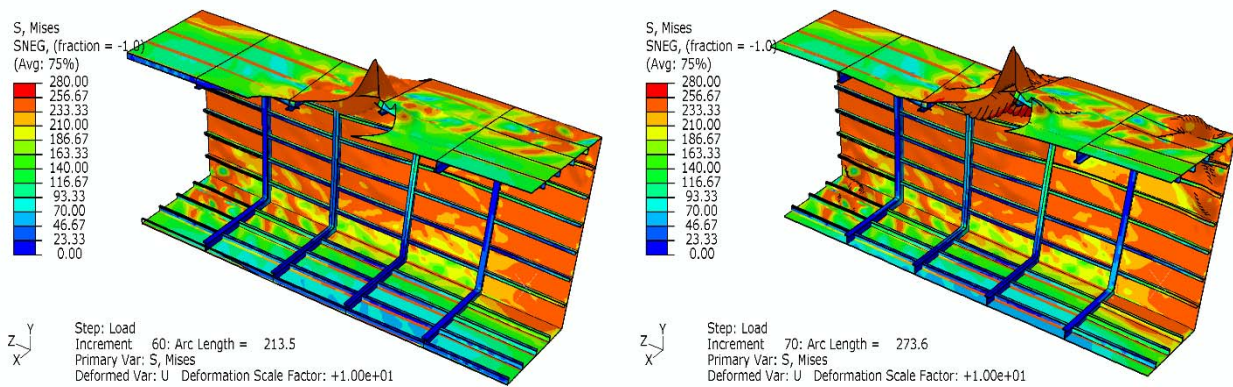 S, Mises
SNEG, (fraction = -1.0)
(Avg: 75%)
280.00
256.67
233.33
210.00
186.67
163.33
140.00
116.67
93.33
70.00
46.67
23.33
0.00
Y
Z
X
Step: Load
Increment 60: Arc Length = 213.5
Primary Var: S, Mises
Deformed Var: U Deformation Scale Factor: +1.00e+01
S, Mises
SNEG, (fraction = -1.0)
(Avg: 75%)
280.00
256.67
233.33
210.00
186.67
163.33
140.00
116.67
93.33
70.00
46.67
23.33
0.00
Y
Z
X
Step: Load
Increment 70: Arc Length = 273.6
Primary Var: S, Mises
Deformed Var: U Deformation Scale Factor: +1.00e+01